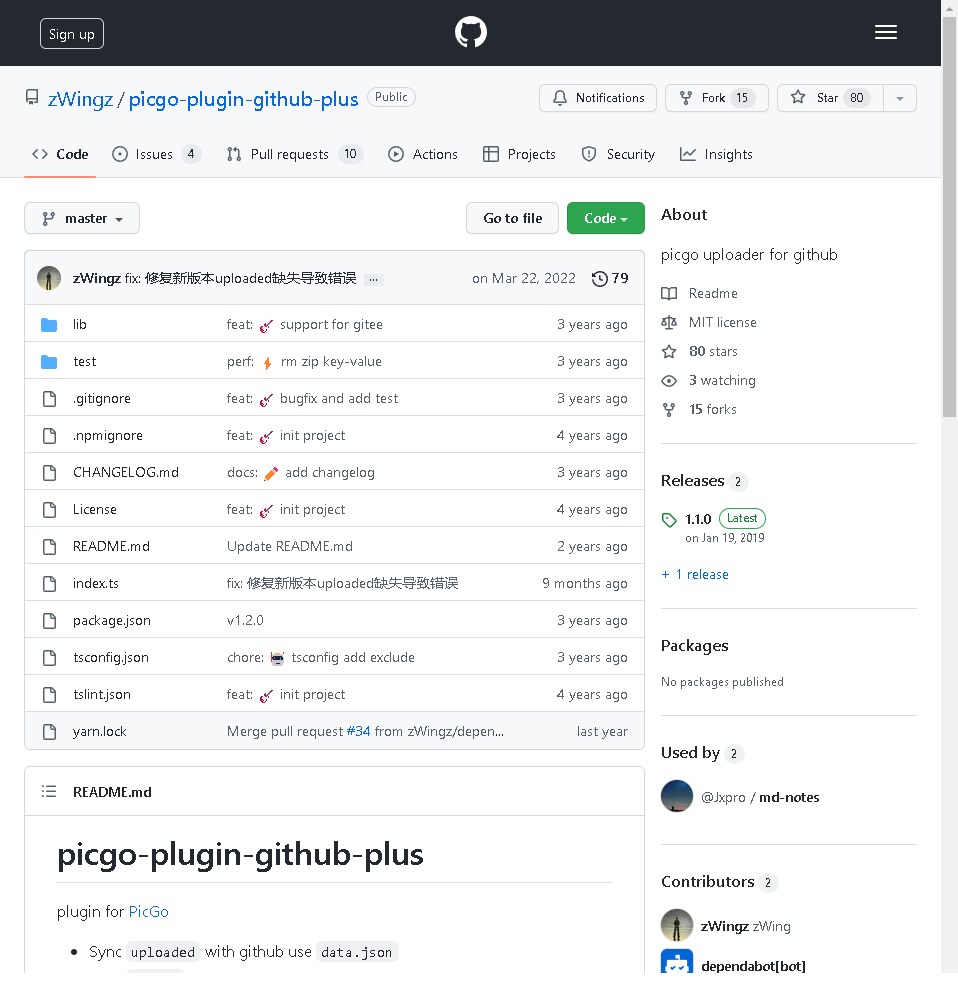 Sign up
zWingz / picgo-plugin-github-plus Public
Notifications Fork 15 Star 80
Code Issues 4 Pull requests 10 Actions Projects Security Insights
master Go to file Code
zWingz fix: 修复新版本uploaded缺失导致错误 ... on Mar 22, 2022 79
lib feat: support for gitee 3 years ago
test perf: rm zip key-value 3 years ago
.gitignore feat: bugfix and add test 3 years ago
.npmignore feat: init project 4 years ago
CHANGELOG.md docs: add changelog 3 years ago
License feat: init project 4 years ago
README.md Update README.md 2 years ago
index.ts fix: 修复新版本uploaded缺失导致错误 9 months ago
package.json v1.2.0 3 years ago
tsconfig.json chore: tsconfig add exclude 3 years ago
tslint.json feat: init project 4 years ago
yarn.lock Merge pull request #34 from zWingz/depen... last year
README.md
picgo-plugin-github-plus
plugin for PicGo
Sync uploaded with github use data.json
About
picgo uploader for github
Readme
MIT license
80 stars
3 watching
15 forks
Releases 2
1.1.0 Latest
on Jan 19, 2019
+ 1 release
Packages
No packages published
Used by 2
@Jxpro / md-notes
Contributors 2
zWingz zWing
dependabot[bot]